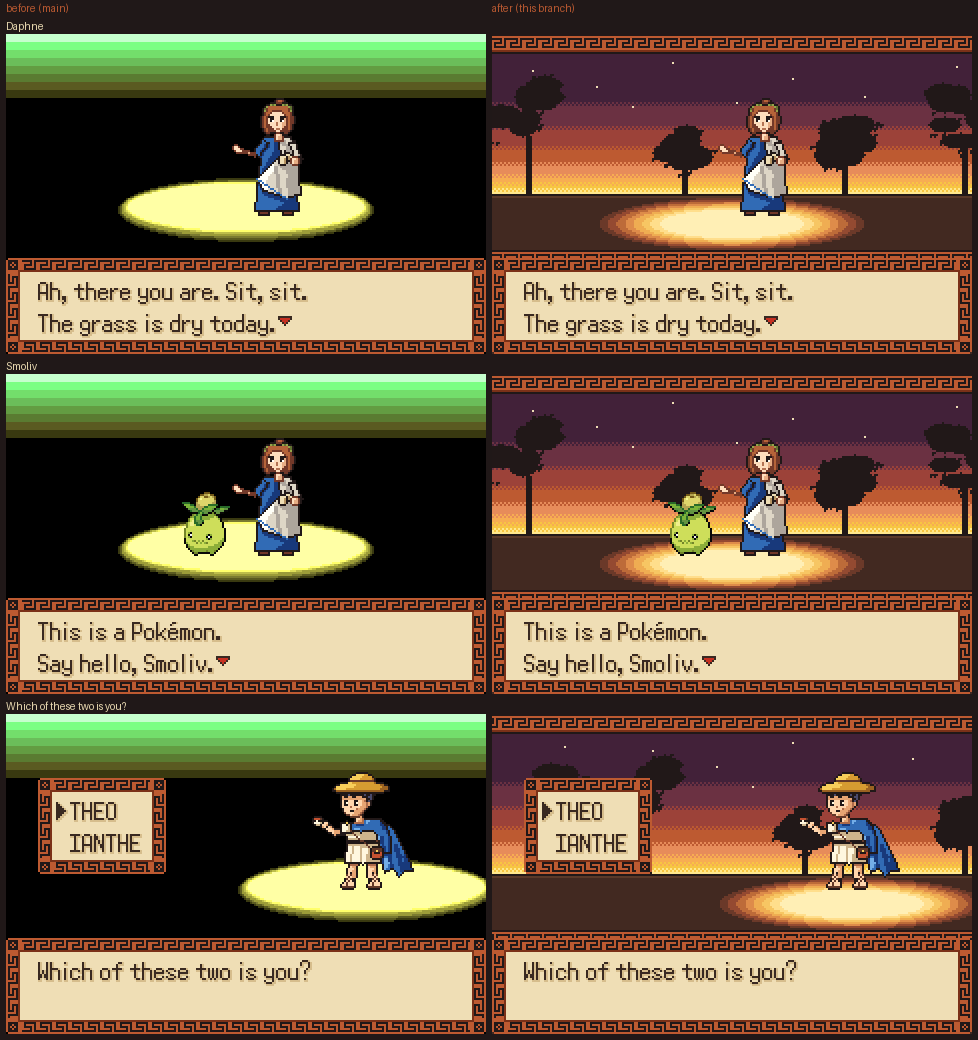 before (main)
after (this branch)
Daphne
Ah, there you are. Sit, sit.
The grass is dry today.
Ah, there you are. Sit, sit.
The grass is dry today.
Smoliv
This is a Pokémon.
Say hello, Smoliv.
This is a Pokémon.
Say hello, Smoliv.
Which of these two is you?
THEO
IANTHE
THEO
IANTHE
Which of these two is you?
Which of these two is you?